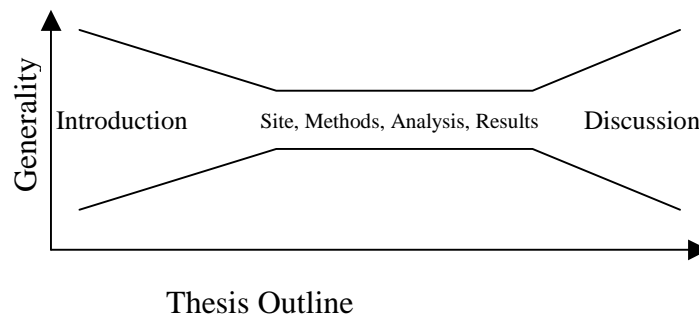 Generality
Introduction
Site, Methods, Analysis, Results
Discussion
Thesis Outline